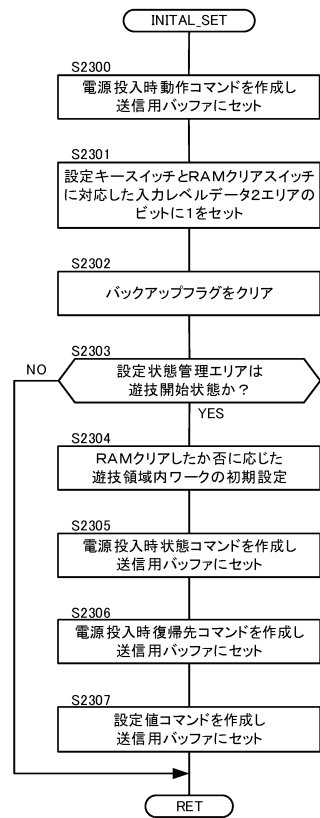 INITAL_SET
S2300
電源投入時動作コマンドを作成し
送信用バッファにセット
S2301
設定キースイッチとRAMクリアスイッチ
に対応した入力レベルデータ2エリアの
ビットに1をセット
S2302
バックアップフラグをクリア
S2303
NO
設定状態管理エリアは
遊技開始状態か？
YES
S2304
RAMクリアしたか否に応じた
遊技領域内ワークの初期設定
S2305
電源投入時状態コマンドを作成し
送信用バッファにセット
S2306
電源投入時復帰先コマンドを作成し
送信用バッファにセット
S2307
設定値コマンドを作成し
送信用バッファにセット
RET